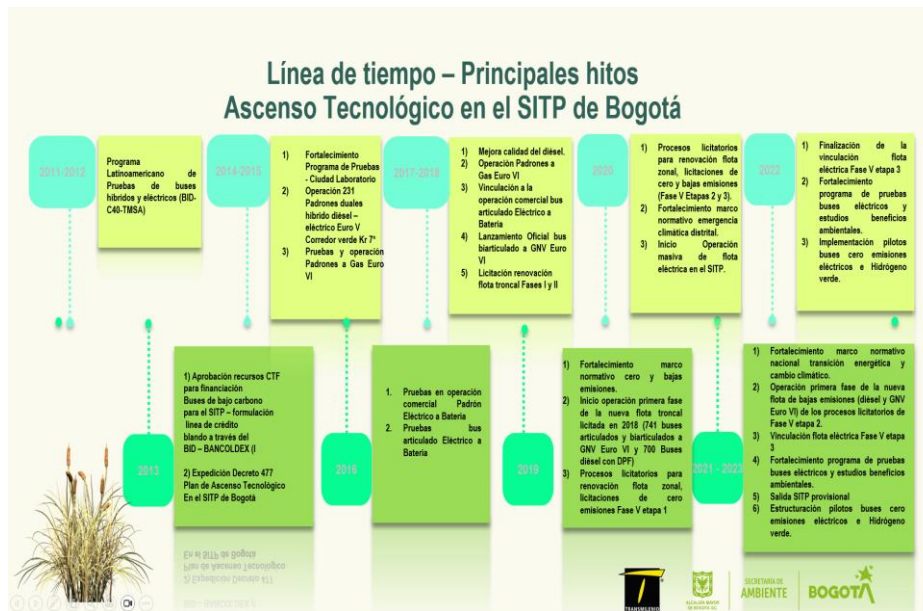 Línea de tiempo – Principales hitos
Ascenso Tecnológico en el SITP de Bogotá
2011-2012
Programa
Latinoamericano de
Pruebas de buses
híbridos y eléctricos (BID-
C40-TMSA)
2014-2015
1) Fortalecimiento
Programa de Pruebas
- Ciudad Laboratorio
2) Operación 231
Padrones duales
híbrido diésel –
eléctrico Euro V
Corredor verde Kr 7ª
3) Pruebas y operación
Padrones a Gas Euro
VI
2017-2018
1) Mejora calidad del diésel.
2) Operación Padrones a
Gas Euro VI
3) Vinculación a la
operación comercial bus
articulado Eléctrico a
Batería
4) Lanzamiento Oficial bus
biarticulado a GNV Euro
VI
5) Licitación renovación
flota troncal Fases I y II
2020
1) Procesos licitatorios
para renovación flota
zonal, licitaciones de
cero y bajas emisiones
(Fase V Etapas 2 y 3).
2) Fortalecimiento marco
normativo emergencia
climática distrital.
3) Inicio Operación
masiva de flota
eléctrica en el SITP.
2022
1) Finalización de la
vinculación flota
eléctrica Fase V etapa 3
2) Fortalecimiento
programa de pruebas
buses eléctricos y
estudios beneficios
ambientales.
3) Implementación pilotos
buses cero emisiones
eléctricos e Hidrógeno
verde.
2013
1) Aprobación recursos CTF
para financiación
Buses de bajo carbono
para el SITP – formulación
línea de crédito
blando a través del
BID – BANCOLDEX (I
2) Expedición Decreto 477
Plan de Ascenso Tecnológico
En el SITP de Bogotá
2016
1. Pruebas en operación
comercial Padrón
Eléctrico a Batería
2. Pruebas bus
articulado Eléctrico a
Batería
2019
1) Fortalecimiento marco
normativo cero y bajas
emisiones.
2) Inicio operación primera fase
de la nueva flota troncal
licitada en 2018 (741 buses
articulados y biarticulados a
GNV Euro VI y 700 Buses
diésel con DPF)
3) Procesos licitatorios para
renovación flota zonal,
licitaciones de cero
emisiones Fase V etapa 1
2021 - 2023
1) Fortalecimiento marco normativo
nacional transición energética y
cambio climático.
2) Operación primera fase de la nueva
flota de bajas emisiones (diésel y GNV
Euro VI) de los procesos licitatorios de
Fase V etapa 2.
3) Vinculación flota eléctrica Fase V etapa
3
4) Fortalecimiento programa de pruebas
buses eléctricos y estudios beneficios
ambientales.
5) Salida SITP provisional
6) Estructuración pilotos buses cero
emisiones eléctricos e Hidrógeno
verde.
TRANSMILENIO
ALCALDÍA MAYOR
DE BOGOTÁ D.C.
SECRETARÍA DE
AMBIENTE
BOGOTÁ